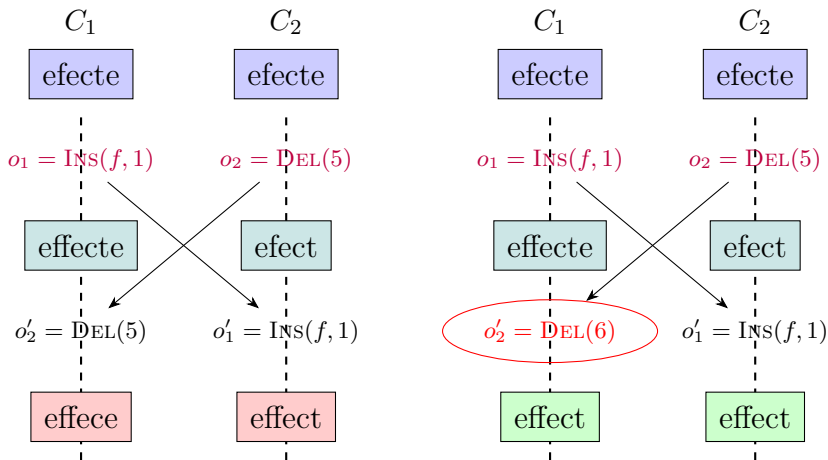 C₁ C₂
efecte efecte
o₁ = INS(f, 1) o₂ = DEL(5)
effecte efect
o′₂ = DEL(5) o′₁ = INS(f, 1)
effece effect
C₁ C₂
efecte efecte
o₁ = INS(f, 1) o₂ = DEL(5)
effecte efect
o′₂ = DEL(6) o′₁ = INS(f, 1)
effect effect